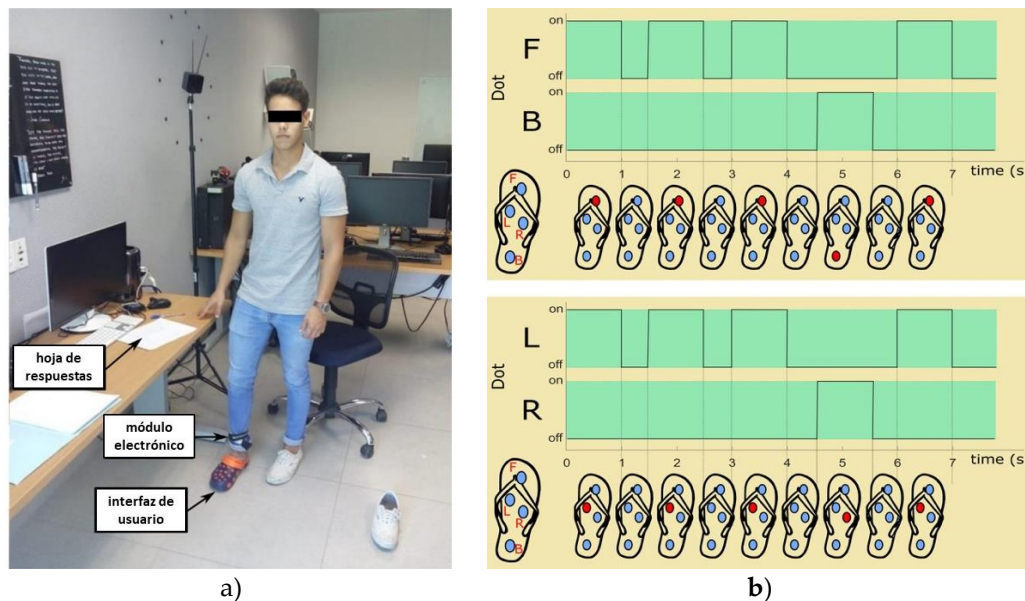 hoja de
respuestas
módulo
electrónico
interfaz de
usuario
a)
on
F
off
Dot
on
B
off
0 1 2 3 4 5 6 7 time (s
F
L
R
B
on
L
off
Dot
on
R
off
0 1 2 3 4 5 6 7 time (s
F
L
R
B
b)